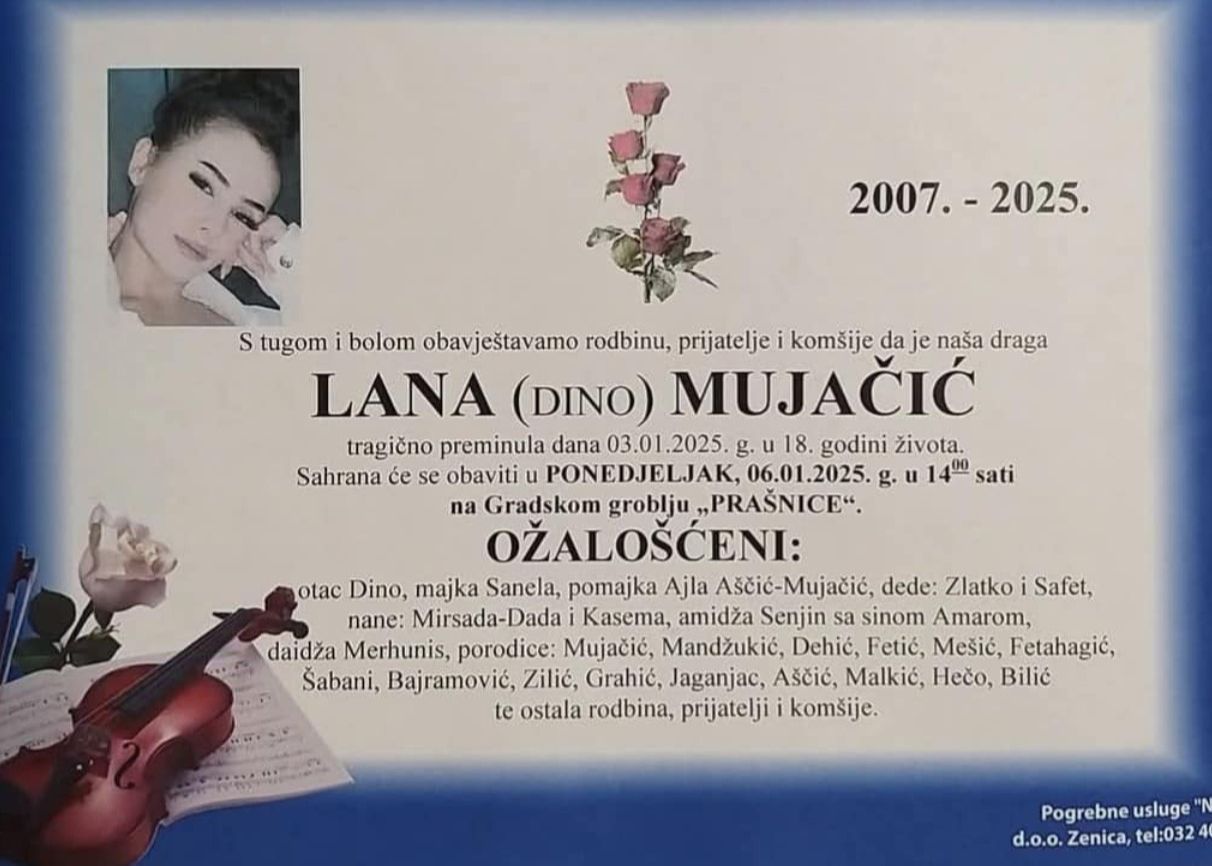 2007. - 2025.
S tugom i bolom obavještavamo rodbinu, prijatelje i komšije da je naša draga
LANA (DINO) MUJAČIĆ
tragično preminula dana 03.01.2025. g. u 18. godini života.
Sahrana će se obaviti u PONEDJELJAK, 06.01.2025. g. u 14⁰⁰ sati
na Gradskom groblju „PRAŠNICE“.
OŽALOŠĆENI:
otac Dino, majka Sanela, pomajka Ajla Aščić-Mujačić, dede: Zlatko i Safet,
nane: Mirsada-Dada i Kasema, amidža Senjin sa sinom Amarom,
daidža Merhunis, porodice: Mujačić, Mandžukić, Dehić, Fetić, Mešić, Fetahagić,
Šabani, Bajramović, Zilić, Grahić, Jaganjac, Aščić, Malkić, Hečo, Bilić
te ostala rodbina, prijatelji i komšije.
Pogrebne usluge "N
d.o.o. Zenica, tel:032 40